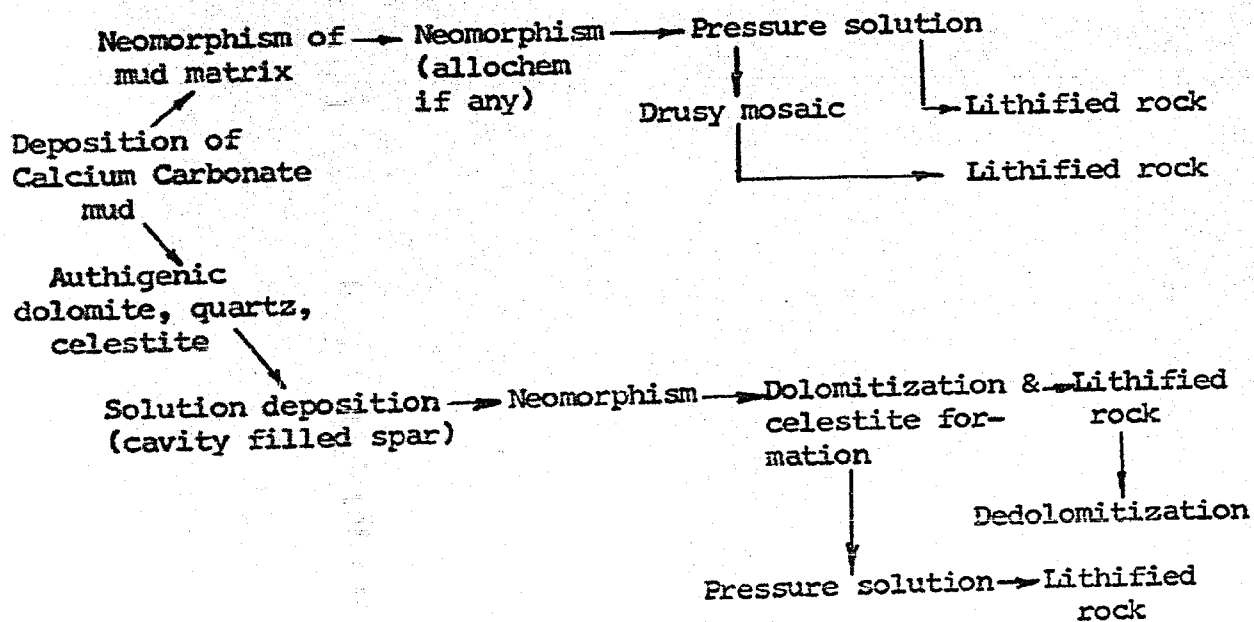 Neomorphism of
mud matrix
Neomorphism
(allochem
if any)
Pressure solution
Drusy mosaic
Lithified rock
Lithified rock
Deposition of
Calcium Carbonate
mud
Authigenic
dolomite, quartz,
celestite
Solution deposition
(cavity filled spar)
Neomorphism
Dolomitization &
celestite for-
mation
Lithified
rock
Dedolomitization
Pressure solution
Lithified
rock